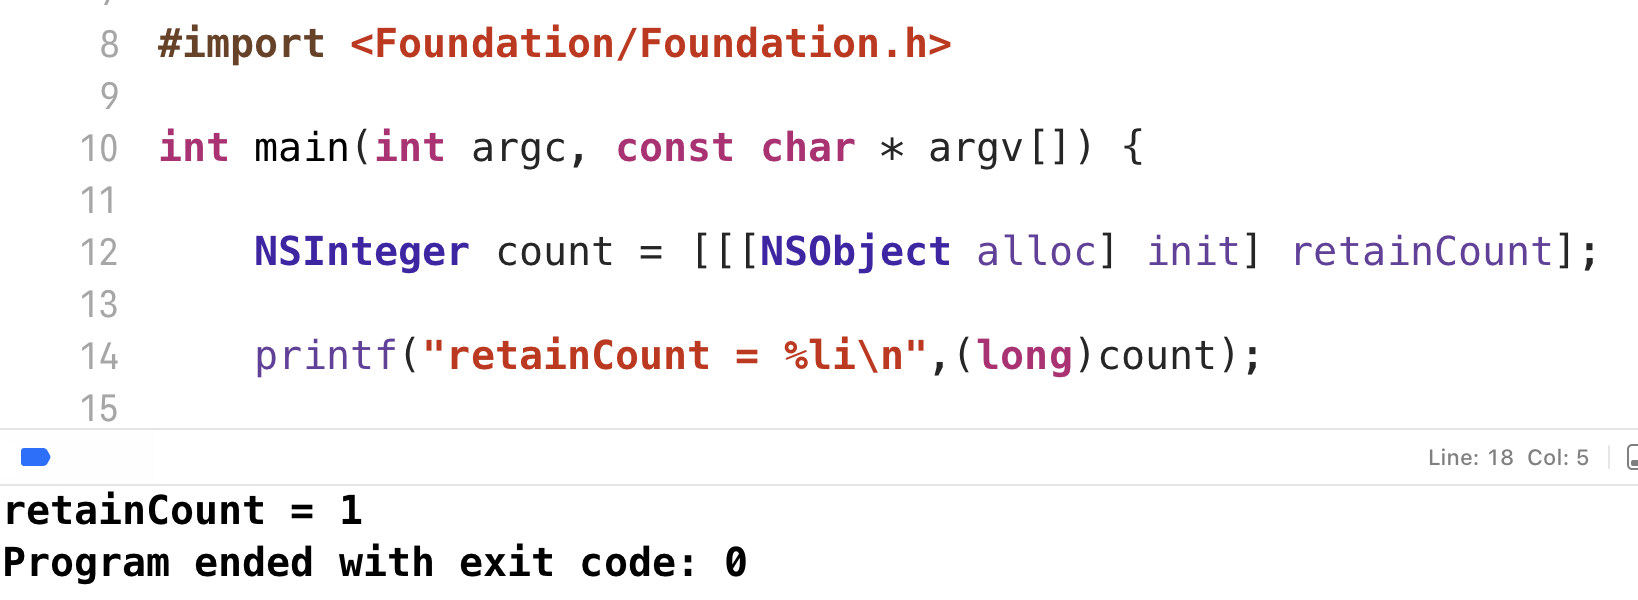 8 #import <Foundation/Foundation.h>
9
10 int main(int argc, const char * argv[]) {
11
12 NSInteger count = [[[NSObject alloc] init] retainCount];
13
14 printf("retainCount = %li\n",(long)count);
15
Line: 18 Col: 5
retainCount = 1
Program ended with exit code: 0